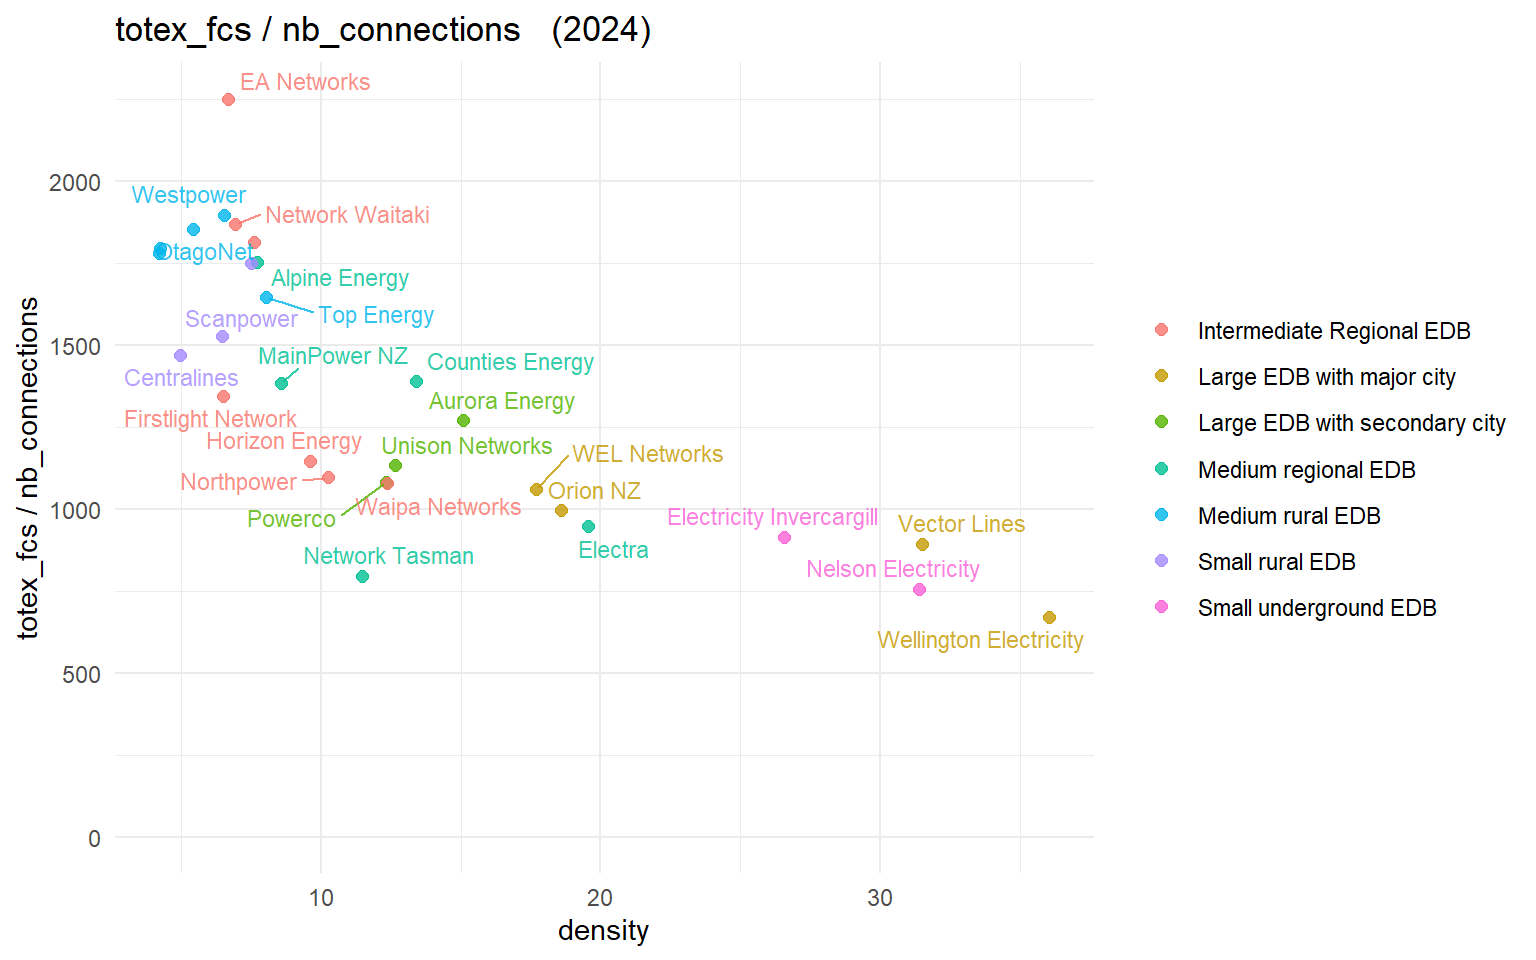 totex_fcs / nb_connections (2024)
EA Networks
Westpower
Network Waitaki
OtagoNet
Alpine Energy
Top Energy
Scanpower
MainPower NZ
Counties Energy
Centralines
Aurora Energy
Firstlight Network
Horizon Energy
Unison Networks
WEL Networks
Northpower
Orion NZ
Waipa Networks
Powerco
Electricity Invercargill
Vector Lines
Electra
Network Tasman
Nelson Electricity
Wellington Electricity
2000
1500
1000
500
0
totex_fcs / nb_connections
10
20
30
density
Intermediate Regional EDB
Large EDB with major city
Large EDB with secondary city
Medium regional EDB
Medium rural EDB
Small rural EDB
Small underground EDB